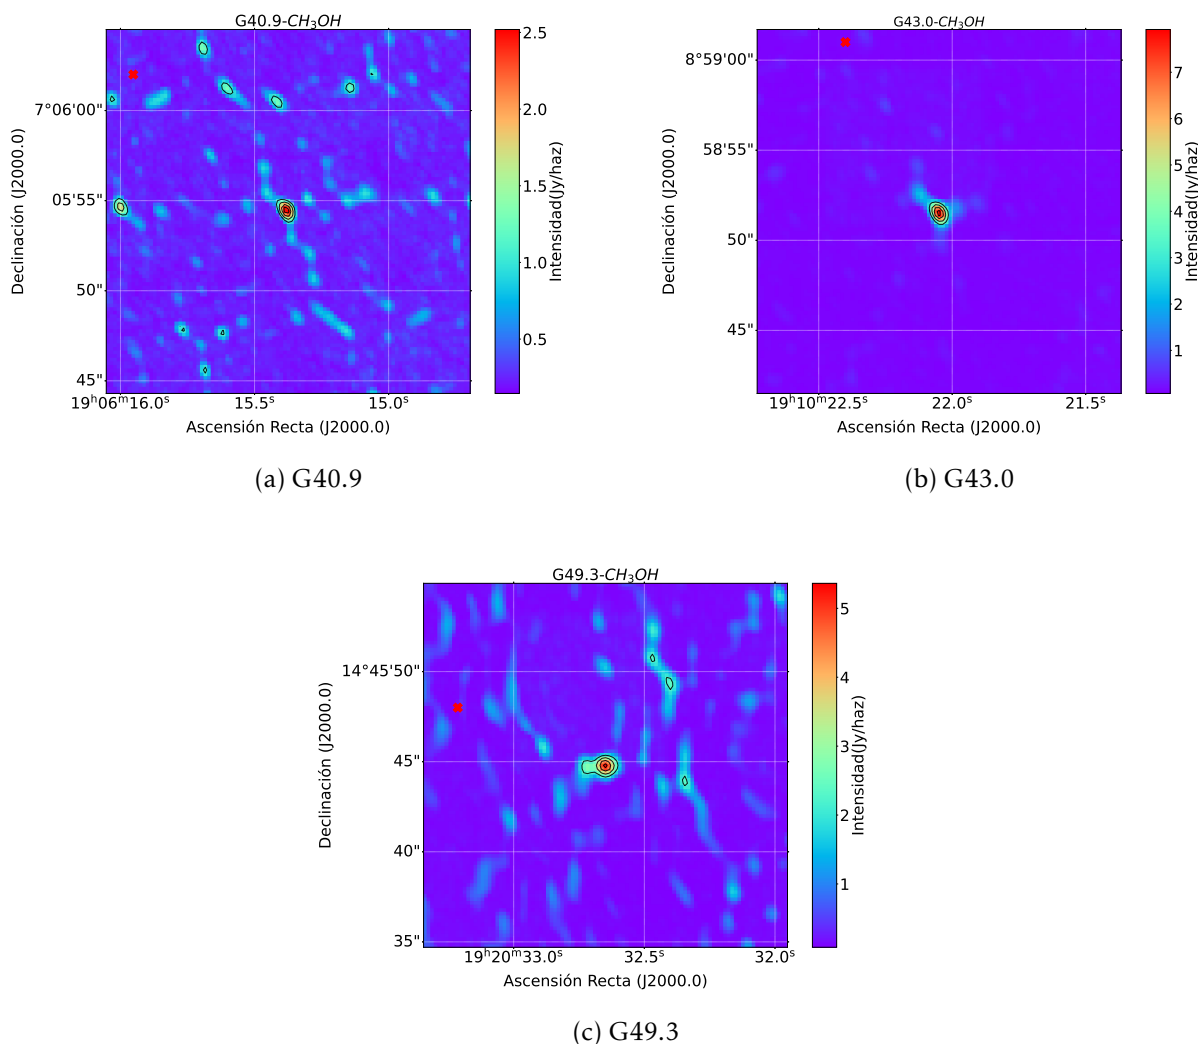 G40.9-CH₃OH
2.5
2.0
1.5
1.0
0.5
Intensidad(Jy/haz)
Declinación (J2000.0)
7°06'00"
05'55"
50"
45"
19ʰ06ᵐ16.0ˢ 15.5ˢ 15.0ˢ
Ascensión Recta (J2000.0)
(a) G40.9
G43.0-CH₃OH
7
6
5
4
3
2
1
Intensidad(Jy/haz)
Declinación (J2000.0)
8°59'00"
58'55"
50"
45"
19ʰ10ᵐ22.5ˢ 22.0ˢ 21.5ˢ
Ascensión Recta (J2000.0)
(b) G43.0
G49.3-CH₃OH
5
4
3
2
1
Intensidad(Jy/haz)
Declinación (J2000.0)
14°45'50"
45"
40"
35"
19ʰ20ᵐ33.0ˢ 32.5ˢ 32.0ˢ
Ascensión Recta (J2000.0)
(c) G49.3